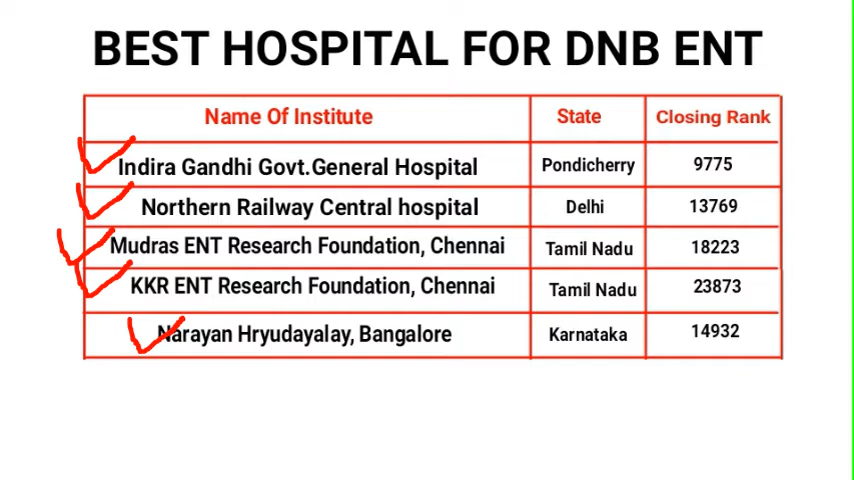 BEST HOSPITAL FOR DNB ENT
Name Of Institute State Closing Rank
Indira Gandhi Govt.General Hospital Pondicherry 9775
Northern Railway Central hospital Delhi 13769
Mudras ENT Research Foundation, Chennai Tamil Nadu 18223
KKR ENT Research Foundation, Chennai Tamil Nadu 23873
Narayan Hryudayalay, Bangalore Karnataka 14932